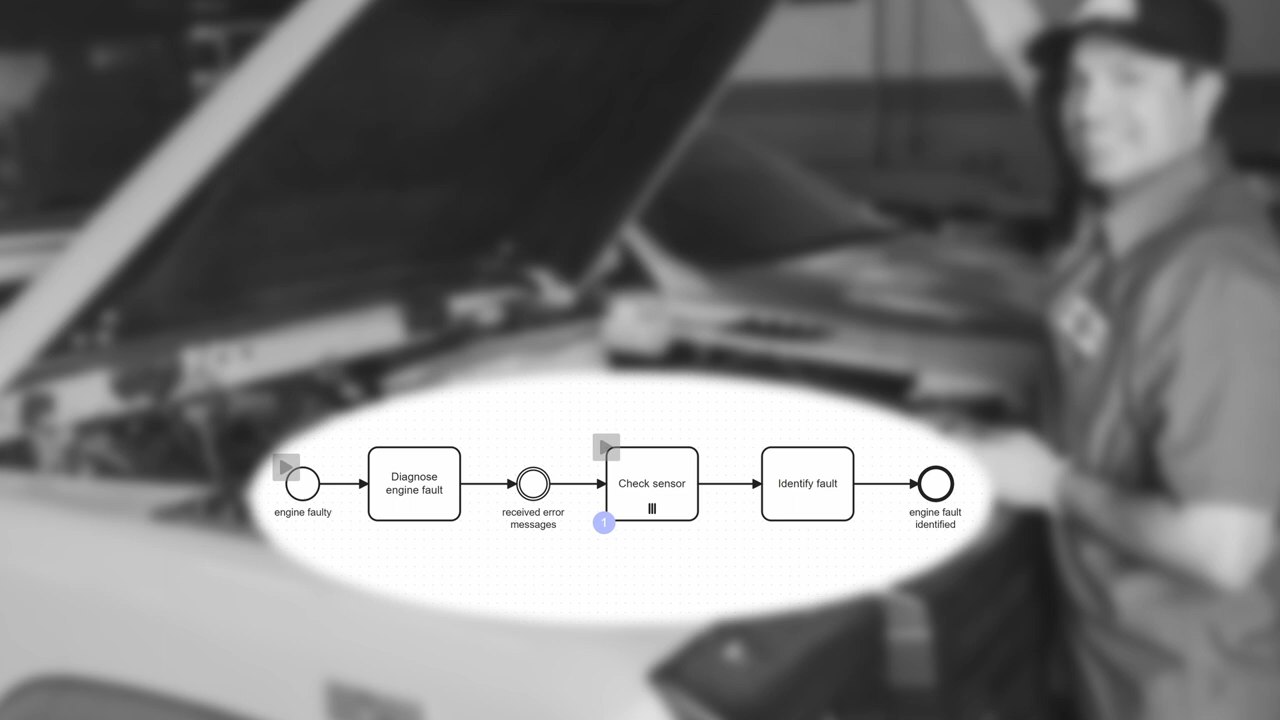 engine faulty
Diagnose
engine fault
received error
messages
Check sensor
1
Identify fault
engine fault
identified